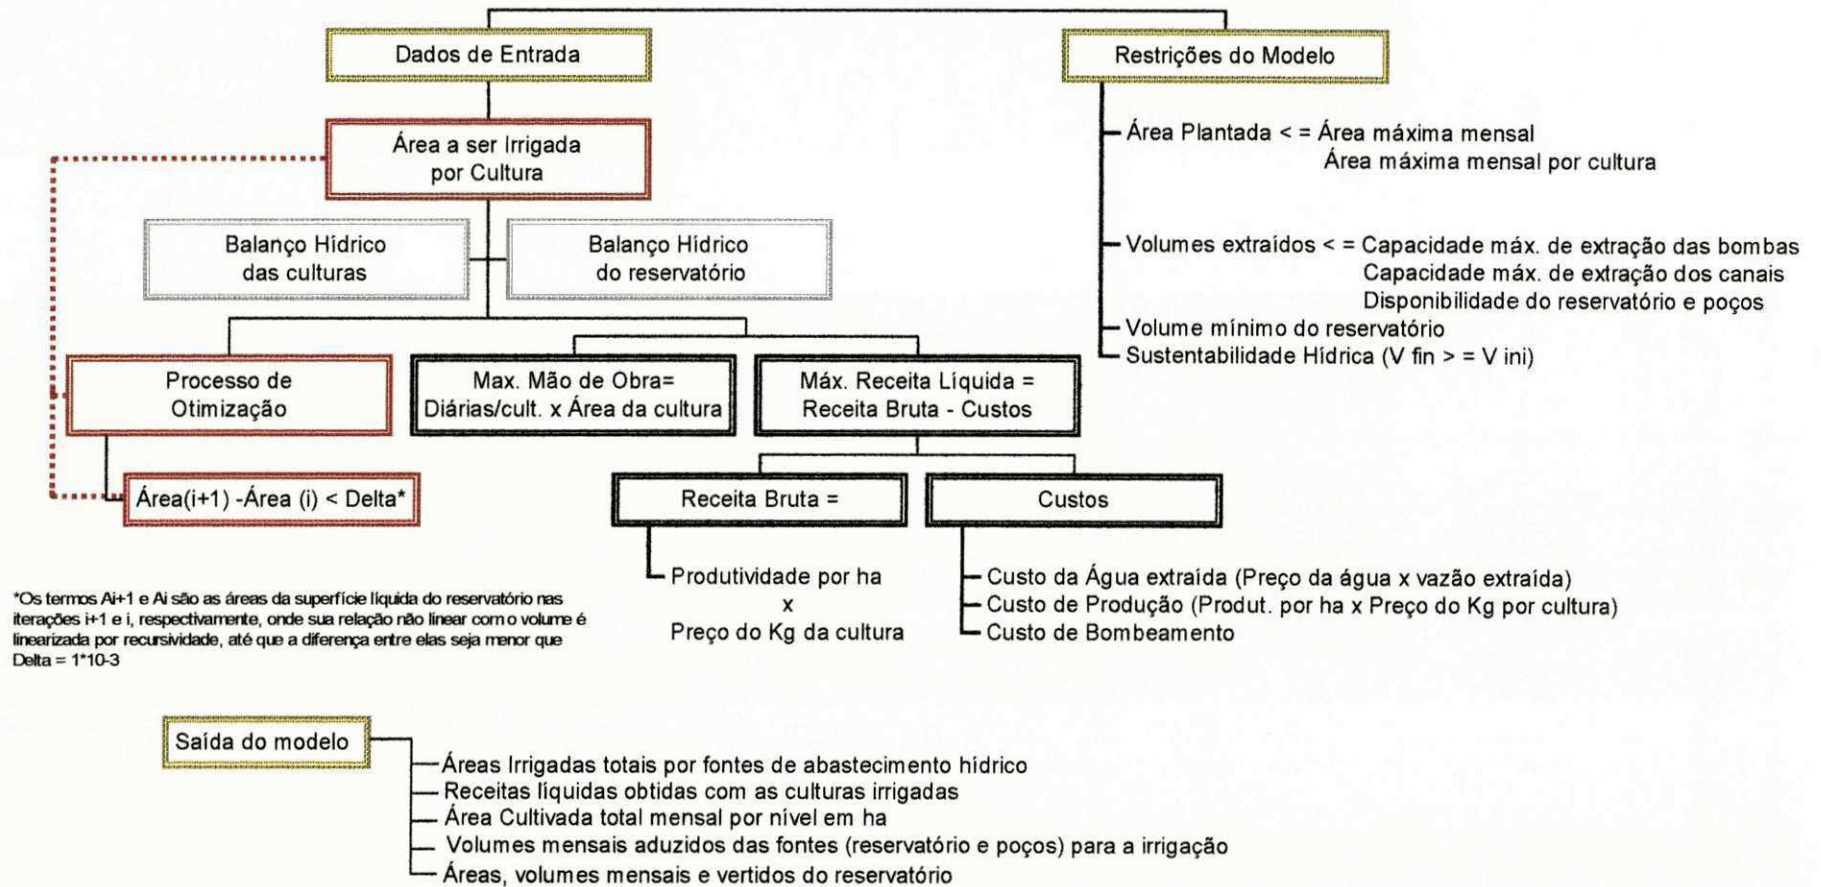 Dados de Entrada
Restrições do Modelo
Área a ser Irrigada
por Cultura
Área Plantada < = Área máxima mensal
Área máxima mensal por cultura
Balanço Hídrico
das culturas
Balanço Hídrico
do reservatório
Volumes extraídos < = Capacidade máx. de extração das bombas
Capacidade máx. de extração dos canais
Disponibilidade do reservatório e poços
Volume mínimo do reservatório
Sustentabilidade Hídrica (V fin > = V ini)
Processo de
Otimização
Max. Mão de Obra=
Diárias/cult. x Área da cultura
Máx. Receita Líquida =
Receita Bruta - Custos
Área(i+1) -Área (i) < Delta*
Receita Bruta =
Custos
Produtividade por ha
x
Preço do Kg da cultura
Custo da Água extraída (Preço da água x vazão extraída)
Custo de Produção (Produt. por ha x Preço do Kg por cultura)
Custo de Bombeamento
*Os termos Ai+1 e Ai são as áreas da superfície líquida do reservatório nas
iterações i+1 e i, respectivamente, onde sua relação não linear com o volume é
linearizada por recursividade, até que a diferença entre elas seja menor que
Delta = 1*10-3
Saída do modelo
Áreas Irrigadas totais por fontes de abastecimento hídrico
Receitas líquidas obtidas com as culturas irrigadas
Área Cultivada total mensal por nível em ha
Volumes mensais aduzidos das fontes (reservatório e poços) para a irrigação
Áreas, volumes mensais e vertidos do reservatório